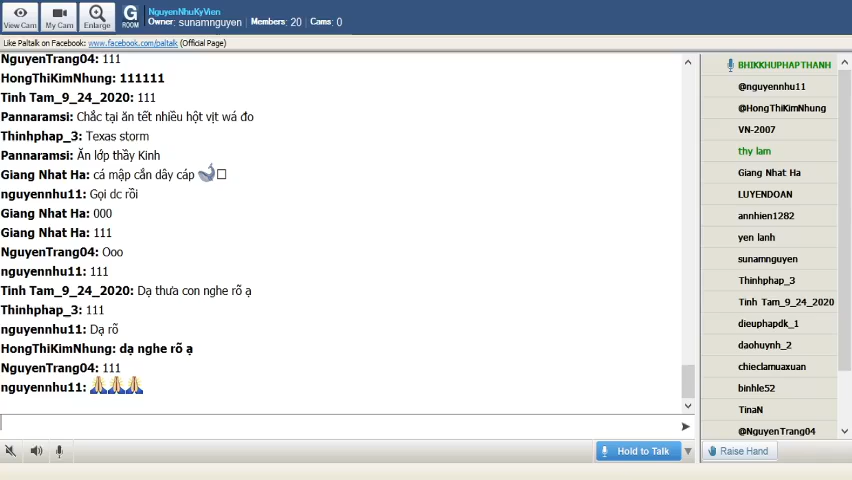 View Cam
My Cam
Enlarge
G
ROOM
NguyenNhuKyVien
Owner: sunamnguyen Members: 20 Cams: 0
Like Paltalk on Facebook: www.facebook.com/paltalk (Official Page)
NguyenTrang04: 111
HongThiKimNhung: 111111
Tinh Tam_9_24_2020: 111
Pannaramsi: Chắc tại ăn tết nhiều hột vịt wá đo
Thinhphap_3: Texas storm
Pannaramsi: Ăn lớp thầy Kinh
Giang Nhat Ha: cá mập cắn dây cáp
nguyennhu11: Gọi dc rồi
Giang Nhat Ha: 000
Giang Nhat Ha: 111
NguyenTrang04: Ooo
nguyennhu11: 111
Tinh Tam_9_24_2020: Dạ thưa con nghe rõ ạ
Thinhphap_3: 111
nguyennhu11: Dạ rõ
HongThiKimNhung: dạ nghe rõ ạ
NguyenTrang04: 111
nguyennhu11:
BHIKKHUPHAPTHANH
@nguyennhu11
@HongThiKimNhung
VN-2007
thy lam
Giang Nhat Ha
LUYENDOAN
annhien1282
yen lanh
sunamnguyen
Thinhphap_3
Tinh Tam_9_24_2020
dieuphapdk_1
daohuynh_2
chieclamuaxuan
binhle52
TinaN
@NguyenTrang04
Hold to Talk
Raise Hand